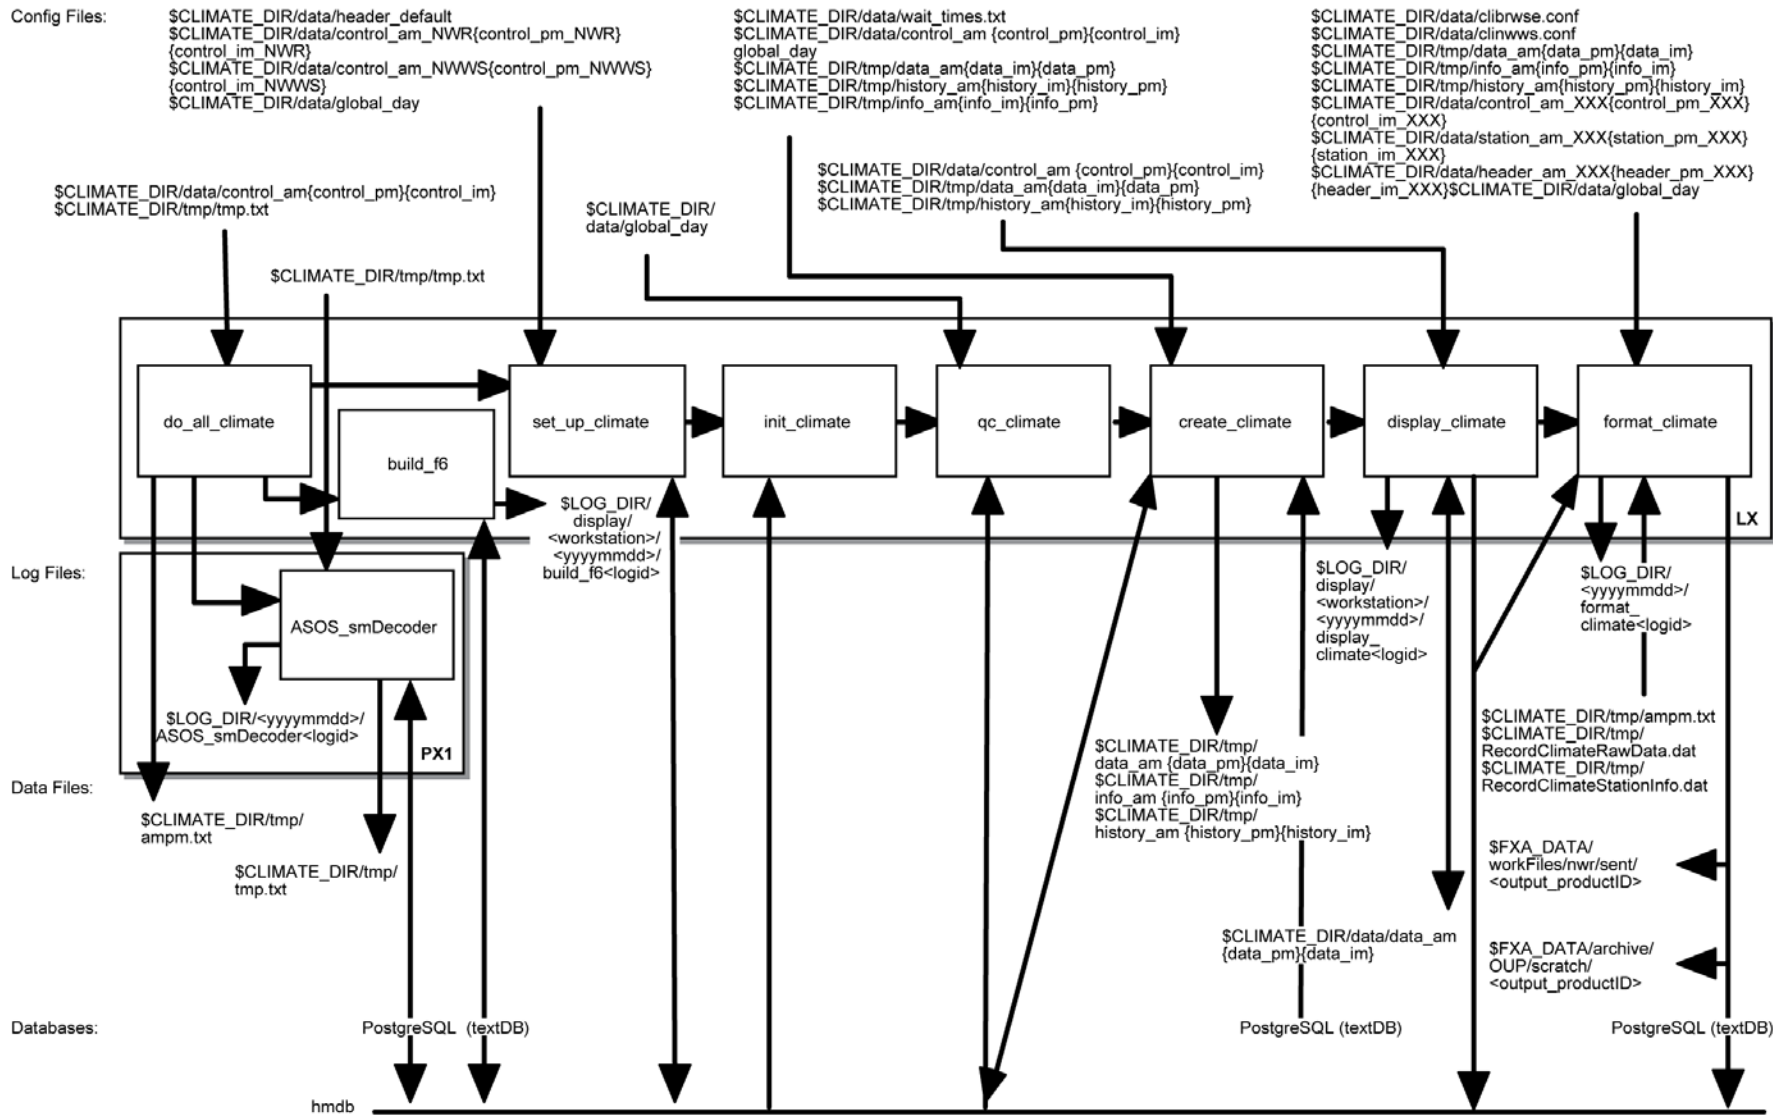 Config Files:
$CLIMATE_DIR/data/header_default
$CLIMATE_DIR/data/control_am_NWR{control_pm_NWR}
{control_im_NWR}
$CLIMATE_DIR/data/control_am_NWWS{control_pm_NWWS}
{control_im_NWWS}
$CLIMATE_DIR/data/global_day
$CLIMATE_DIR/data/wait_times.txt
$CLIMATE_DIR/data/control_am {control_pm}{control_im}
global_day
$CLIMATE_DIR/tmp/data_am{data_im}{data_pm}
$CLIMATE_DIR/tmp/history_am{history_im}{history_pm}
$CLIMATE_DIR/tmp/info_am{info_im}{info_pm}
$CLIMATE_DIR/data/clibrwse.conf
$CLIMATE_DIR/data/clinwws.conf
$CLIMATE_DIR/tmp/data_am{data_pm}{data_im}
$CLIMATE_DIR/tmp/info_am{info_pm}{info_im}
$CLIMATE_DIR/tmp/history_am{history_pm}{history_im}
$CLIMATE_DIR/data/control_am_XXX{control_pm_XXX}
{control_im_XXX}
$CLIMATE_DIR/data/station_am_XXX{station_pm_XXX}
{station_im_XXX}
$CLIMATE_DIR/data/header_am_XXX{header_pm_XXX}
{header_im_XXX}$CLIMATE_DIR/data/global_day
$CLIMATE_DIR/data/control_am{control_pm}{control_im}
$CLIMATE_DIR/tmp/tmp.txt
$CLIMATE_DIR/
data/global_day
$CLIMATE_DIR/data/control_am {control_pm}{control_im}
$CLIMATE_DIR/tmp/data_am{data_im}{data_pm}
$CLIMATE_DIR/tmp/history_am{history_im}{history_pm}
$CLIMATE_DIR/tmp/tmp.txt
do_all_climate
build_f6
set_up_climate
init_climate
qc_climate
create_climate
display_climate
format_climate
LX
$LOG_DIR/
display/
<workstation>/
<yyyymmdd>/
build_f6<logid>
Log Files:
ASOS_smDecoder
$LOG_DIR/<yyyymmdd>/
ASOS_smDecoder<logid>
PX1
$LOG_DIR/
display/
<workstation>/
<yyyymmdd>/
display_
climate<logid>
$LOG_DIR/
<yyyymmdd>/
format_
climate<logid>
Data Files:
$CLIMATE_DIR/tmp/
ampm.txt
$CLIMATE_DIR/tmp/
tmp.txt
$CLIMATE_DIR/tmp/
data_am {data_pm}{data_im}
$CLIMATE_DIR/tmp/
info_am {info_pm}{info_im}
$CLIMATE_DIR/tmp/
history_am {history_pm}{history_im}
$CLIMATE_DIR/data/data_am
{data_pm}{data_im}
$CLIMATE_DIR/tmp/ampm.txt
$CLIMATE_DIR/tmp/
RecordClimateRawData.dat
$CLIMATE_DIR/tmp/
RecordClimateStationInfo.dat
$FXA_DATA/
workFiles/nwr/sent/
<output_productID>
$FXA_DATA/archive/
OUP/scratch/
<output_productID>
Databases:
PostgreSQL (textDB)
PostgreSQL (textDB)
PostgreSQL (textDB)
hmdb